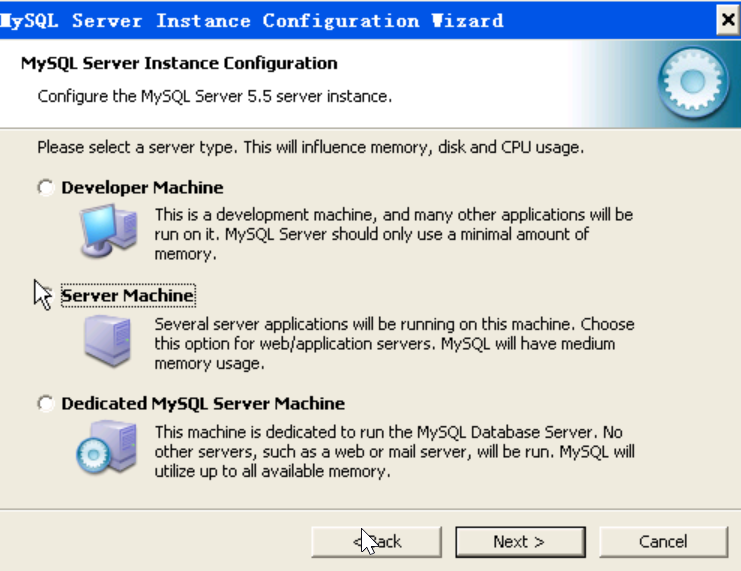 MySQL Server Instance Configuration Wizard
MySQL Server Instance Configuration
Configure the MySQL Server 5.5 server instance.
Please select a server type. This will influence memory, disk and CPU usage.
Developer Machine
This is a development machine, and many other applications will be
run on it. MySQL Server should only use a minimal amount of
memory.
Server Machine
Several server applications will be running on this machine. Choose
this option for web/application servers. MySQL will have medium
memory usage.
Dedicated MySQL Server Machine
This machine is dedicated to run the MySQL Database Server. No
other servers, such as a web or mail server, will be run. MySQL will
utilize up to all available memory.
< Back
Next >
Cancel